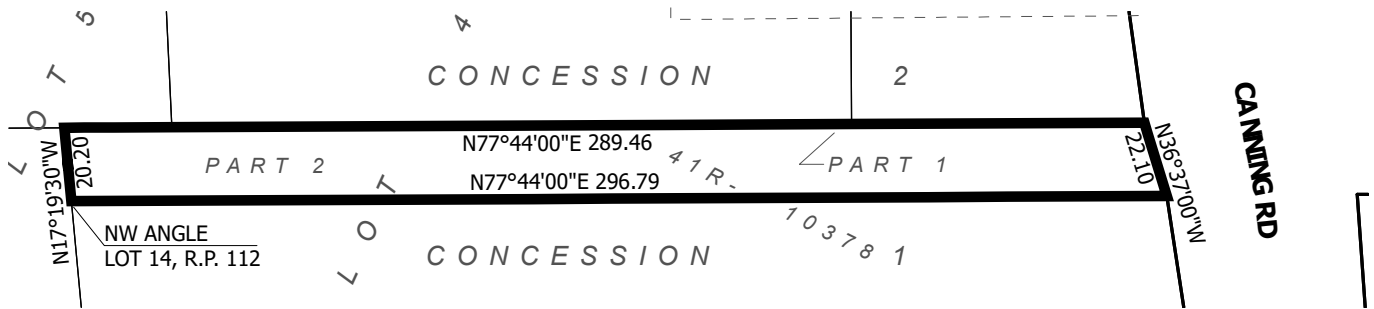 LOT 5
4
CONCESSION 2
N77°44'00"E 289.46
N77°44'00"E 296.79
PART 2
PART 1
41R-10378
20.20
N17°19'30"W
22.10
N36°37'00"W
CANNING RD
NW ANGLE
LOT 14, R.P. 112
LOT
CONCESSION 1